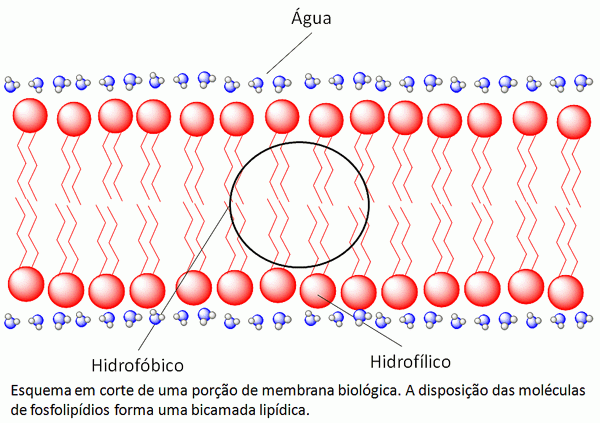 Água
Hidrofóbico
Hidrofílico
Esquema em corte de uma porção de membrana biológica. A disposição das moléculas
de fosfolipídios forma uma bicamada lipídica.